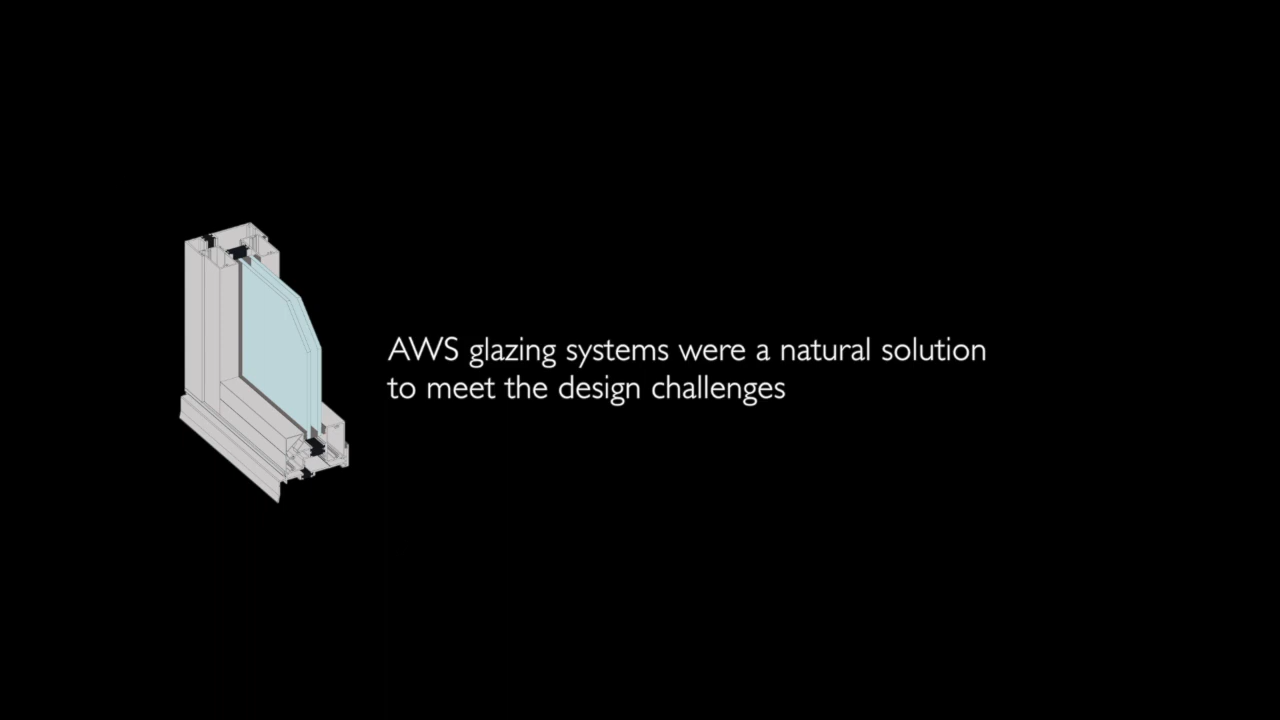 AWS glazing systems were a natural solution
to meet the design challenges